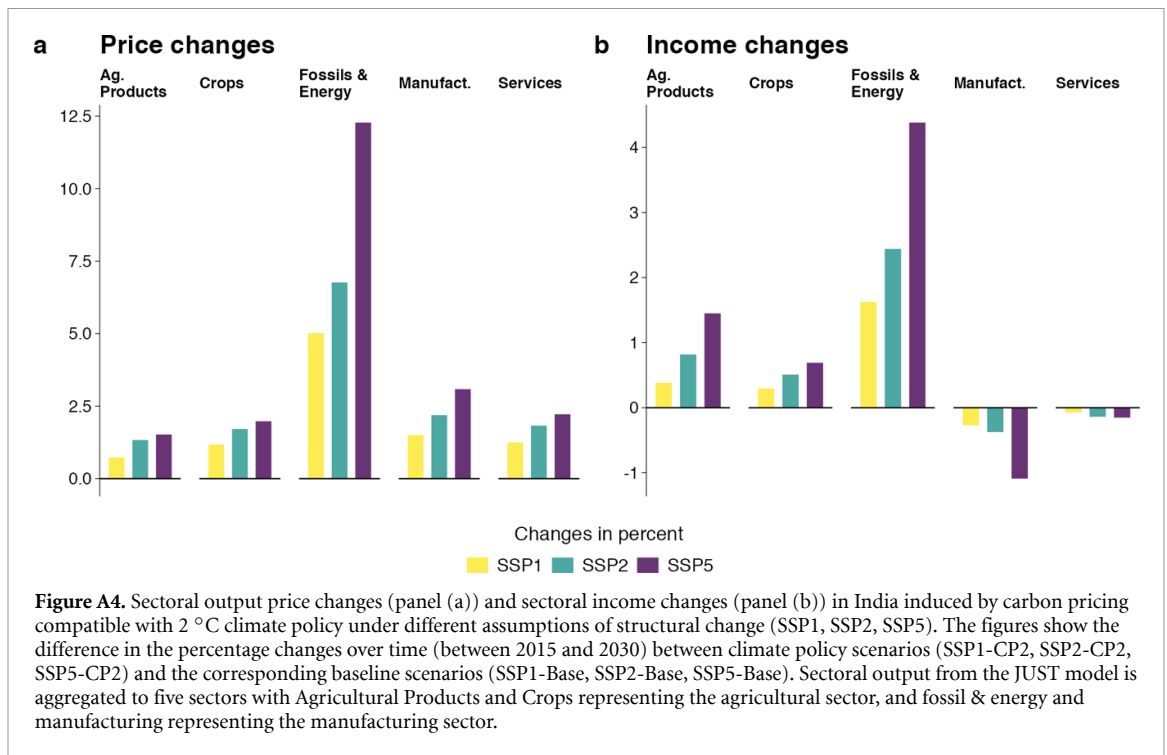 a Price changes
b Income changes
Ag. Products
Crops
Fossils & Energy
Manufact.
Services
Ag. Products
Crops
Fossils & Energy
Manufact.
Services
12.5
10.0
7.5
5.0
2.5
0.0
4
3
2
1
0
-1
Changes in percent
SSP1 SSP2 SSP5
Figure A4. Sectoral output price changes (panel (a)) and sectoral income changes (panel (b)) in India induced by carbon pricing
compatible with 2 °C climate policy under different assumptions of structural change (SSP1, SSP2, SSP5). The figures show the
difference in the percentage changes over time (between 2015 and 2030) between climate policy scenarios (SSP1-CP2, SSP2-CP2,
SSP5-CP2) and the corresponding baseline scenarios (SSP1-Base, SSP2-Base, SSP5-Base). Sectoral output from the JUST model is
aggregated to five sectors with Agricultural Products and Crops representing the agricultural sector, and fossil & energy and
manufacturing representing the manufacturing sector.